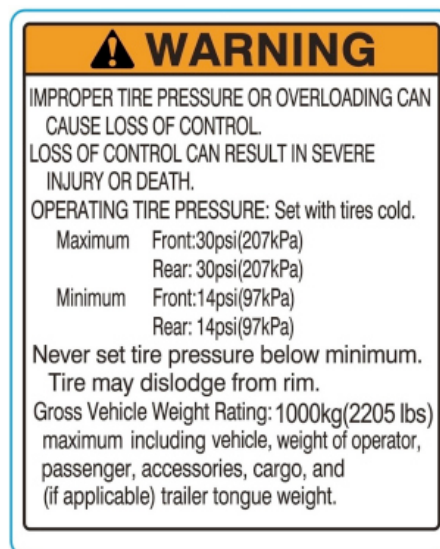 WARNING
IMPROPER TIRE PRESSURE OR OVERLOADING CAN
CAUSE LOSS OF CONTROL.
LOSS OF CONTROL CAN RESULT IN SEVERE
INJURY OR DEATH.
OPERATING TIRE PRESSURE: Set with tires cold.
Maximum Front:30psi(207kPa)
Rear: 30psi(207kPa)
Minimum Front:14psi(97kPa)
Rear: 14psi(97kPa)
Never set tire pressure below minimum.
Tire may dislodge from rim.
Gross Vehicle Weight Rating: 1000kg(2205 lbs)
maximum including vehicle, weight of operator,
passenger, accessories, cargo, and
(if applicable) trailer tongue weight.